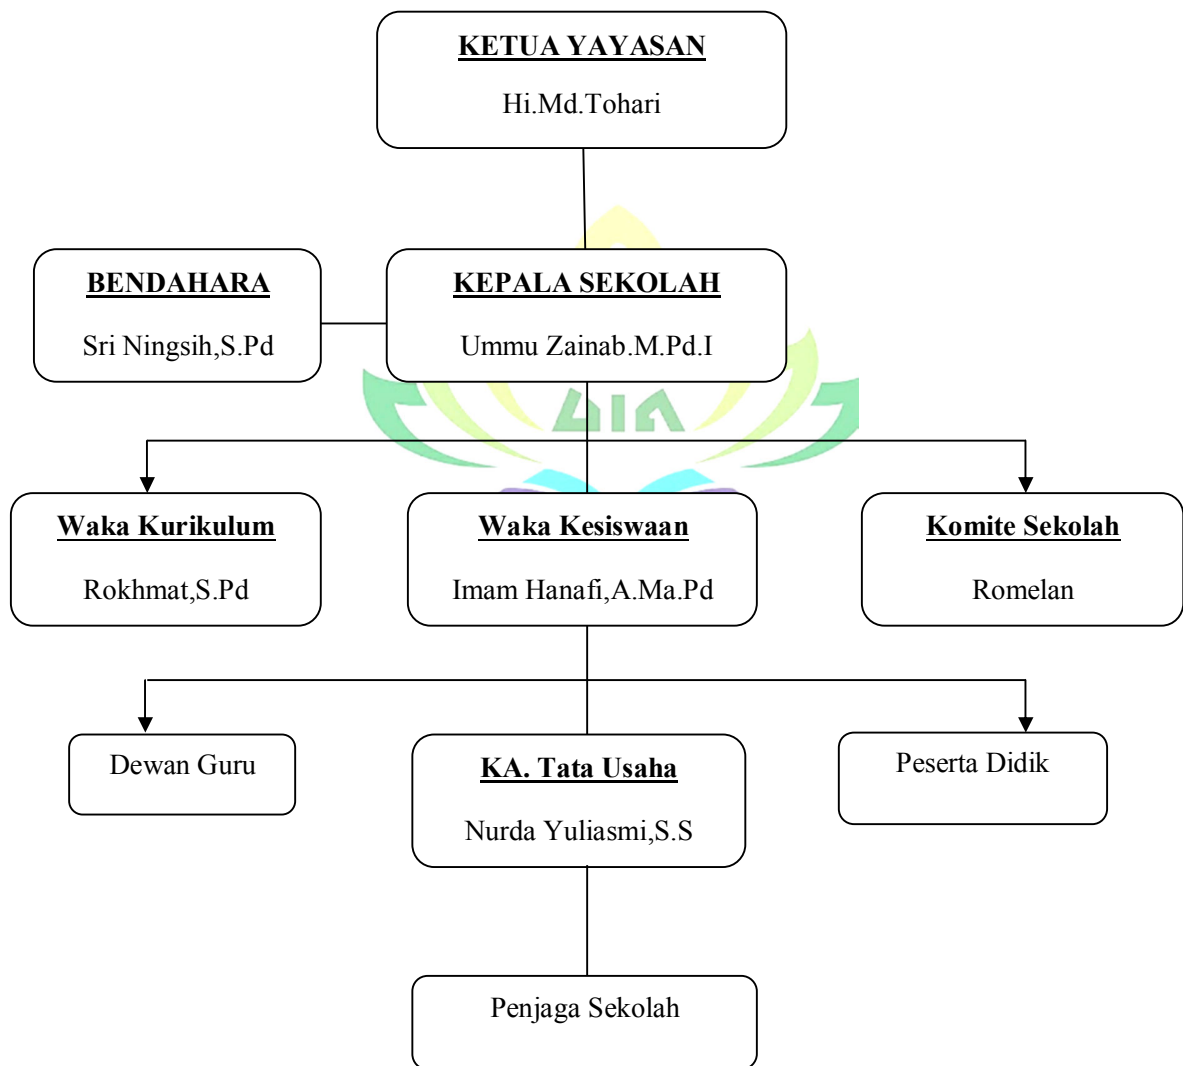 KETUA YAYASAN
Hi.Md.Tohari
BENDAHARA
Sri Ningsih,S.Pd
KEPALA SEKOLAH
Ummu Zainab.M.Pd.I
Waka Kurikulum
Rokhmat,S.Pd
Waka Kesiswaan
Imam Hanafi,A.Ma.Pd
Komite Sekolah
Romelan
Dewan Guru
KA. Tata Usaha
Nurda Yuliasmi,S.S
Peserta Didik
Penjaga Sekolah